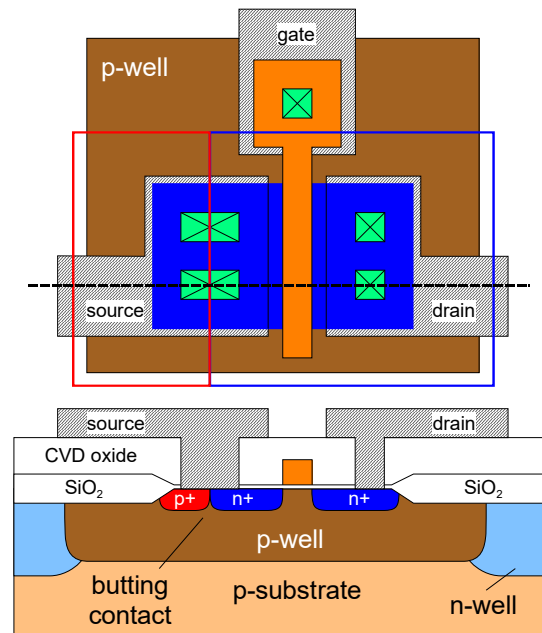 gate
p-well
source
drain
source
drain
CVD oxide
SiO₂
SiO₂
p+
n+
n+
p-well
butting
contact
p-substrate
n-well